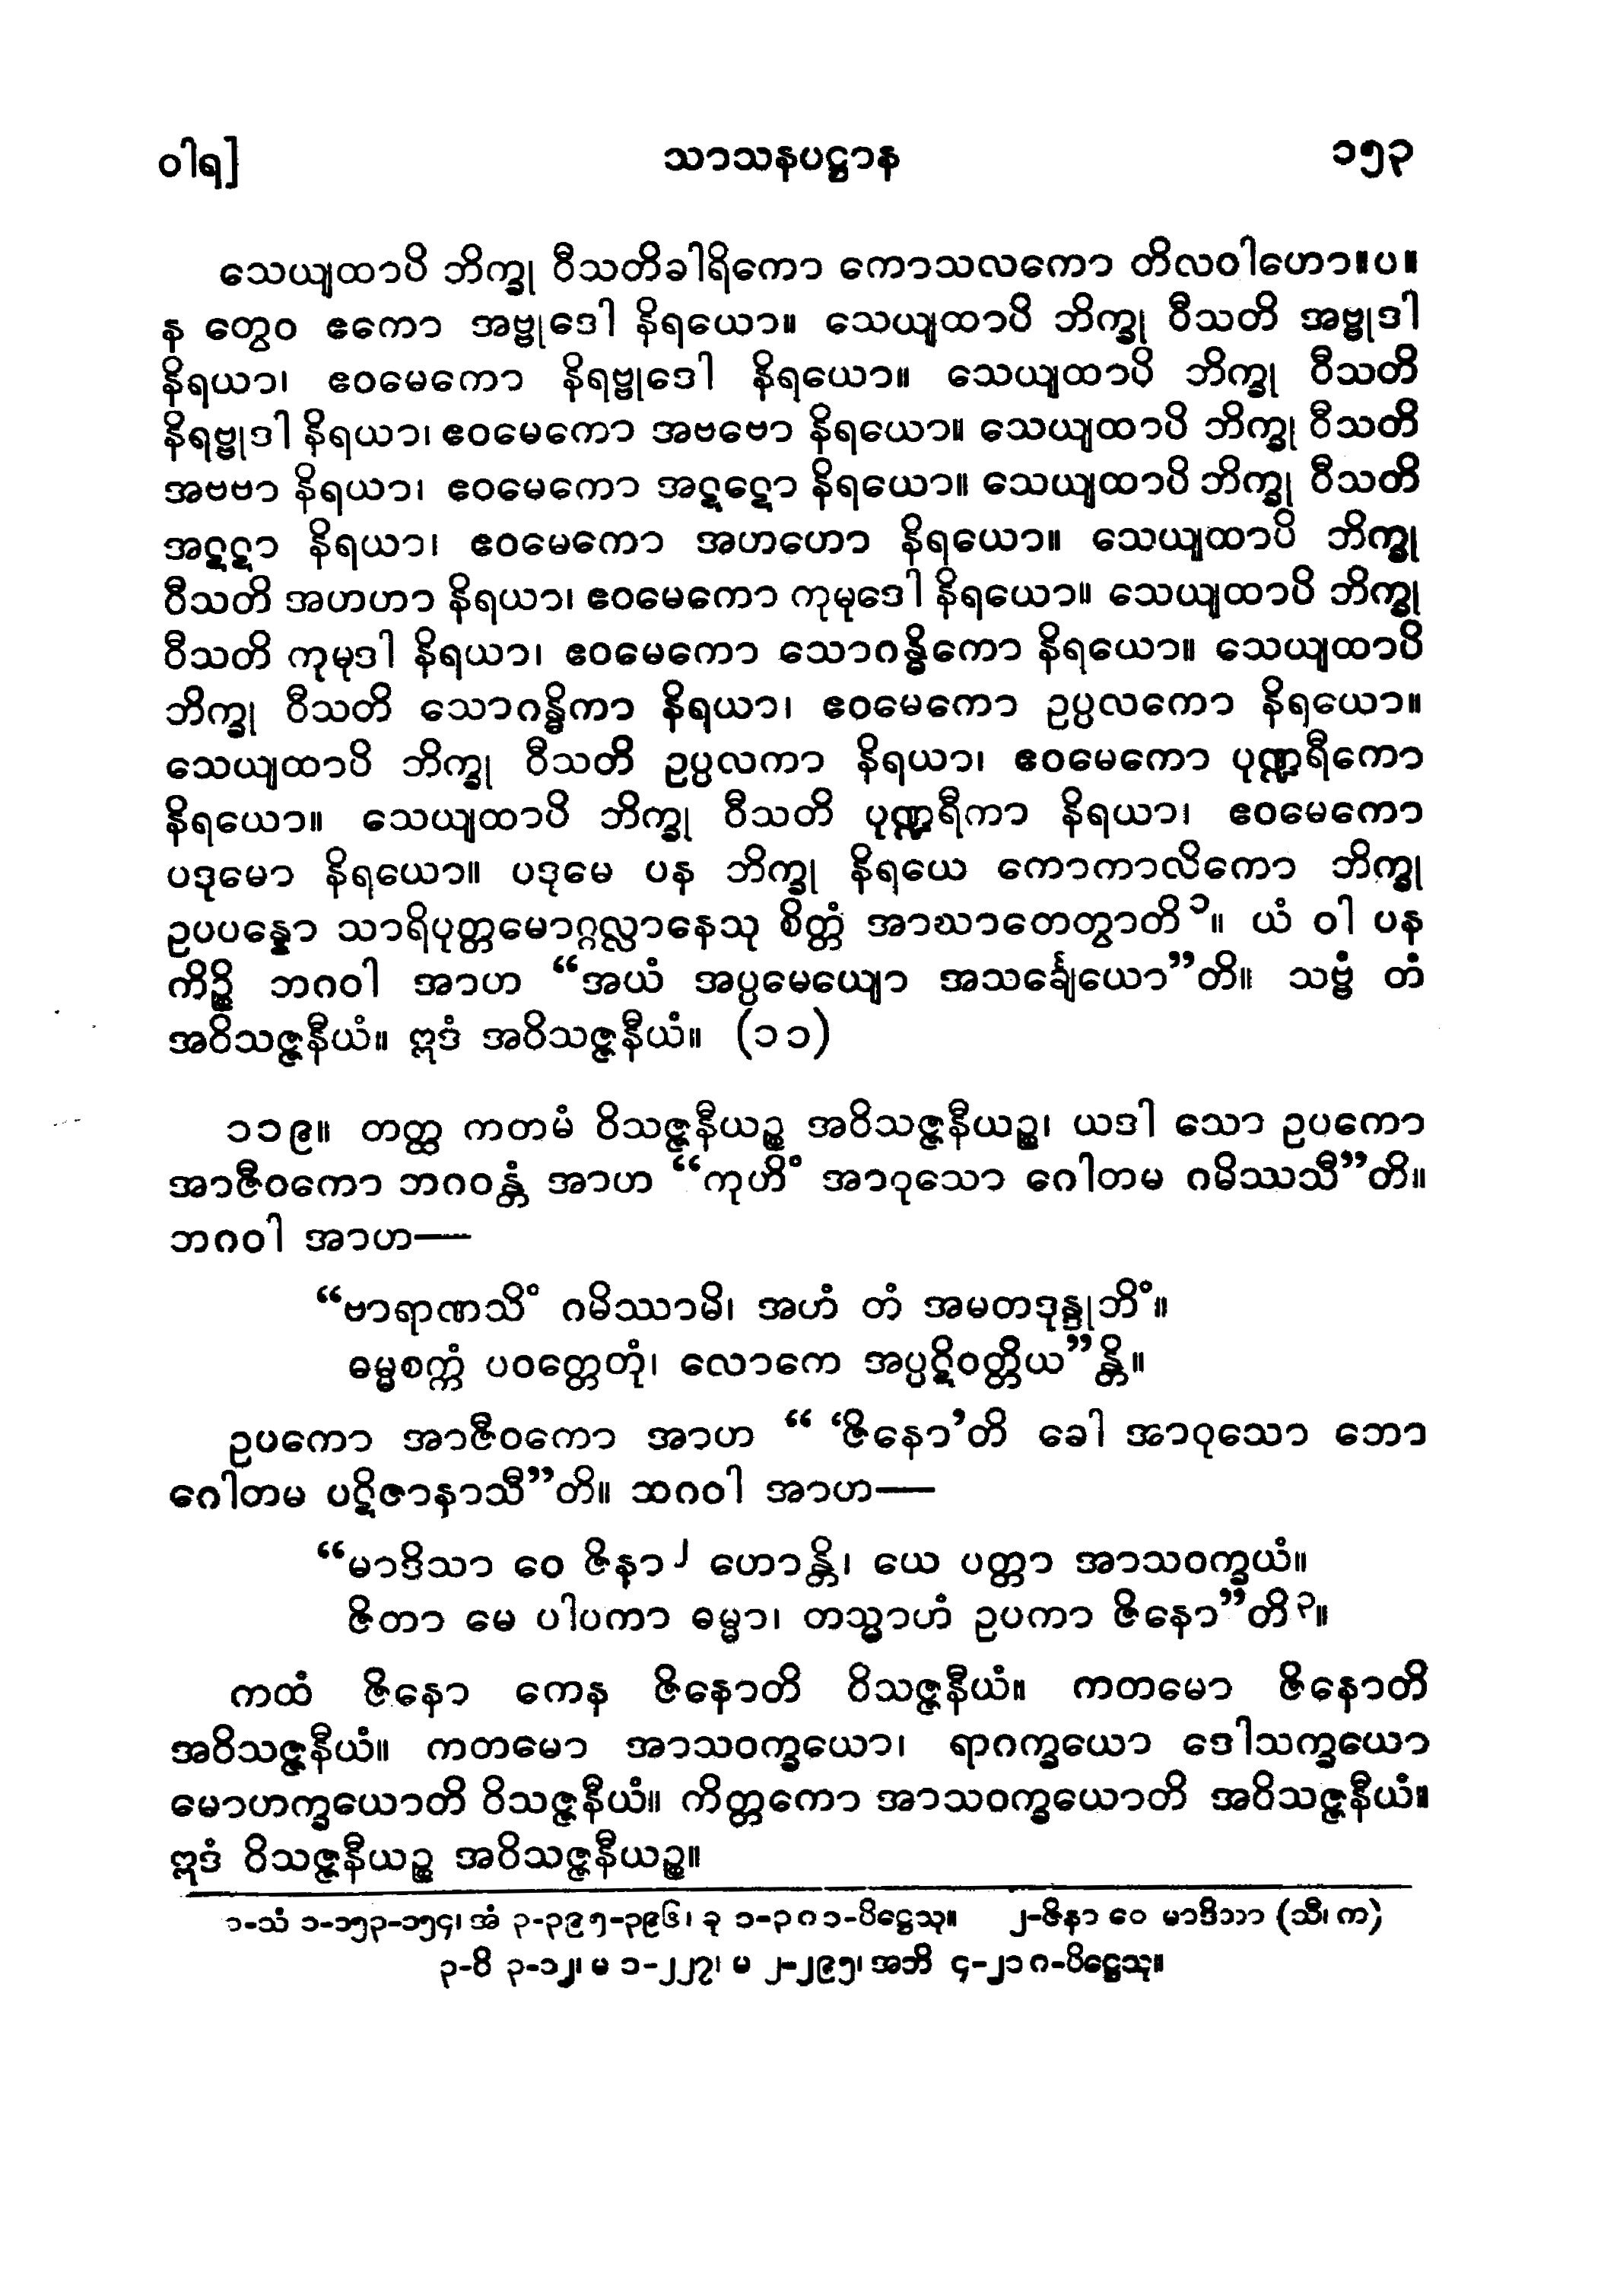 ဝါရ]	သာသနပဋ္ဌာန	၁၅၃
သေယျထာပိ ဘိက္ခု ဝီသတိခါရိကော ကောသလကော တိလဝါဟော။ပ။
န တွေဝ ဧကော အဗ္ဗုဒေါ နိရယော။ သေယျထာပိ ဘိက္ခု ဝီသတိ အဗ္ဗုဒါ
နိရယာ၊ ဧဝမေကော နိရဗ္ဗုဒေါ နိရယော။ သေယျထာပိ ဘိက္ခု ဝီသတိ
နိရဗ္ဗုဒါ နိရယာ၊ ဧဝမေကော အဗဗော နိရယော။ သေယျထာပိ ဘိက္ခု ဝီသတိ
အဗဗာ နိရယာ၊ ဧဝမေကော အဋဋော နိရယော။ သေယျထာပိ ဘိက္ခု ဝီသတိ
အဋဋာ နိရယာ၊ ဧဝမေကော အဟဟော နိရယော။ သေယျထာပိ ဘိက္ခု
ဝီသတိ အဟဟာ နိရယာ၊ ဧဝမေကော ကုမုဒေါ နိရယော။ သေယျထာပိ ဘိက္ခု
ဝီသတိ ကုမုဒါ နိရယာ၊ ဧဝမေကော သောဂန္ဓိကော နိရယော။ သေယျထာပိ
ဘိက္ခု ဝီသတိ သောဂန္ဓိကာ နိရယာ၊ ဧဝမေကော ဥပ္ပလကော နိရယော။
သေယျထာပိ ဘိက္ခု ဝီသတိ ဥပ္ပလကာ နိရယာ၊ ဧဝမေကော ပုဏ္ဍရီကော
နိရယော။ သေယျထာပိ ဘိက္ခု ဝီသတိ ပုဏ္ဍရီကာ နိရယာ၊ ဧဝမေကော
ပဒုမော နိရယော။ ပဒုမေ ပန ဘိက္ခု နိရယေ ကောကာလိကော ဘိက္ခု
ဥပပန္နော သာရိပုတ္တမောဂ္ဂလ္လာနေသု စိတ္တံ အာဃာတေတွာတိ၁။ ယံ ဝါ ပန
ကိဉ္စိ ဘဂဝါ အာဟ “အယံ အပ္ပမေယျော အသင်္ချေယော”တိ။ သဗ္ဗံ တံ
အဝိသဇ္ဇနီယံ။ ဣဒံ အဝိသဇ္ဇနီယံ။ (၁၁)
၁၁၉။ တတ္ထ ကတမံ ဝိသဇ္ဇနီယဉ္စ အဝိသဇ္ဇနီယဉ္စ၊ ယဒါ သော ဥပကော
အာဇီဝကော ဘဂဝန္တံ အာဟ “ကုဟိံ အာဝုသော ဂေါတမ ဂမိဿသီ”တိ။
ဘဂဝါ အာဟ—
“ဗာရာဏသိံ ဂမိဿာမိ၊ အဟံ တံ အမတဒုန္ဒုဘိံ။
ဓမ္မစက္ကံ ပဝတ္တေတုံ၊ လောကေ အပ္ပဋိဝတ္တိယ”န္တိ။
ဥပကော အာဇီဝကော အာဟ “ ‘ဇိနော’တိ ခေါ အာဝုသော ဘော
ဂေါတမ ပဋိဇာနာသီ”တိ။ ဘဂဝါ အာဟ—
“မာဒိသာ ဝေ ဇိနာ၂ ဟောန္တိ၊ ယေ ပတ္တာ အာသဝက္ခယံ။
ဇိတာ မေ ပါပကာ ဓမ္မာ၊ တသ္မာဟံ ဥပကာ ဇိနော”တိ၃။
ကထံ ဇိနော ကေန ဇိနောတိ ဝိသဇ္ဇနီယံ။ ကတမော ဇိနောတိ
အဝိသဇ္ဇနီယံ။ ကတမော အာသဝက္ခယော၊ ရာဂက္ခယော ဒေါသက္ခယော
မောဟက္ခယောတိ ဝိသဇ္ဇနီယံ။ ကိတ္တကော အာသဝက္ခယောတိ အဝိသဇ္ဇနီယံ။
ဣဒံ ဝိသဇ္ဇနီယဉ္စ အဝိသဇ္ဇနီယဉ္စ။
၁-သံ ၁-၁၅၃-၁၅၄၊ အံ ၃-၃၉၅-၃၉၆၊ ခု ၁-၃၈၁-ပိဋ္ဌေသု။ ၂-ဇိနာ ဝေ မာဒိသာ (သီ၊ က)
၃-ဝိ ၃-၁၂၊ မ ၁-၂၂၇၊ မ ၂-၂၉၅၊ အဘိ ၄-၂၁၈-ပိဋ္ဌေသု။